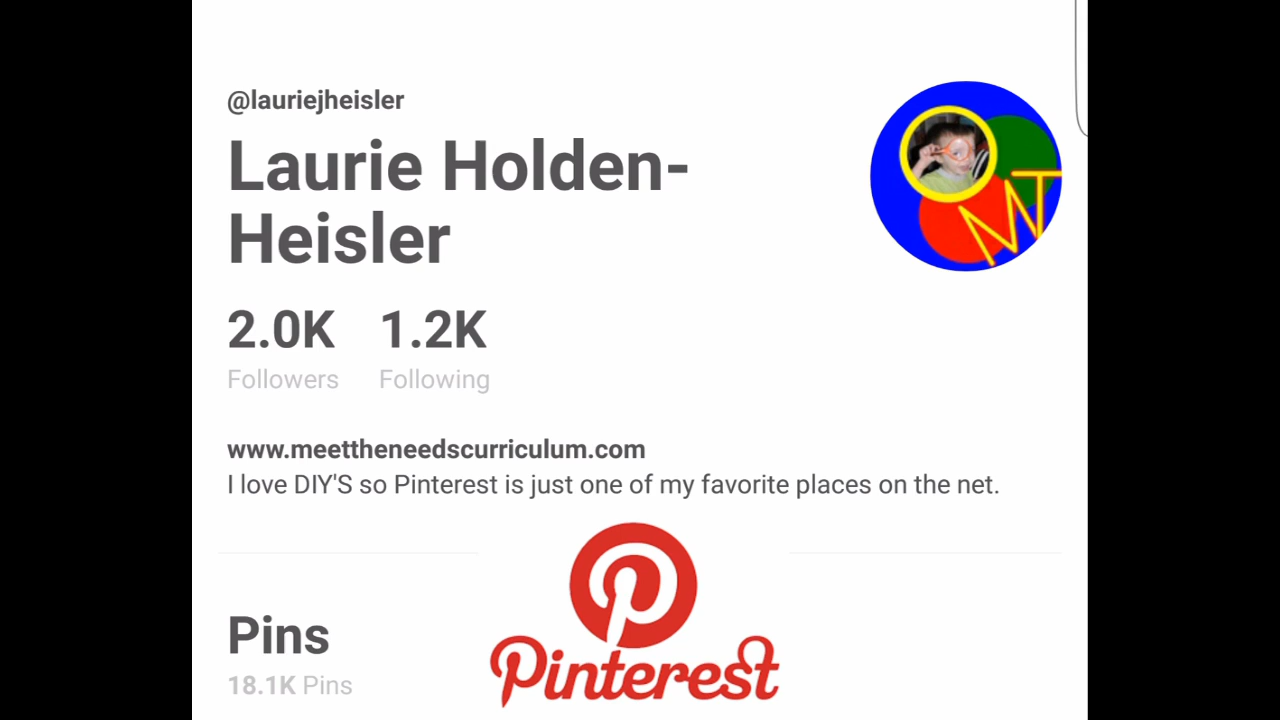 @lauriejheisler
Laurie Holden-
Heisler
2.0K 1.2K
Followers Following
www.meettheneedscurriculum.com
I love DIY'S so Pinterest is just one of my favorite places on the net.
Pins
18.1K Pins
Pinterest
MT